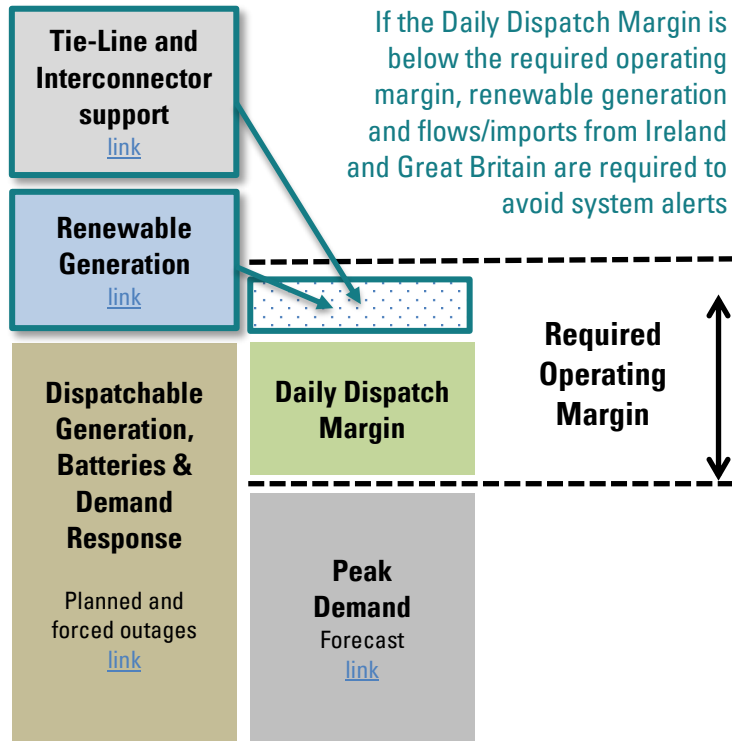 Tie-Line and
Interconnector
support
link
If the Daily Dispatch Margin is
below the required operating
margin, renewable generation
and flows/imports from Ireland
and Great Britain are required to
avoid system alerts
Renewable
Generation
link
Dispatchable
Generation,
Batteries &
Demand
Response
Planned and
forced outages
link
Daily Dispatch
Margin
Required
Operating
Margin
Peak
Demand
Forecast
link